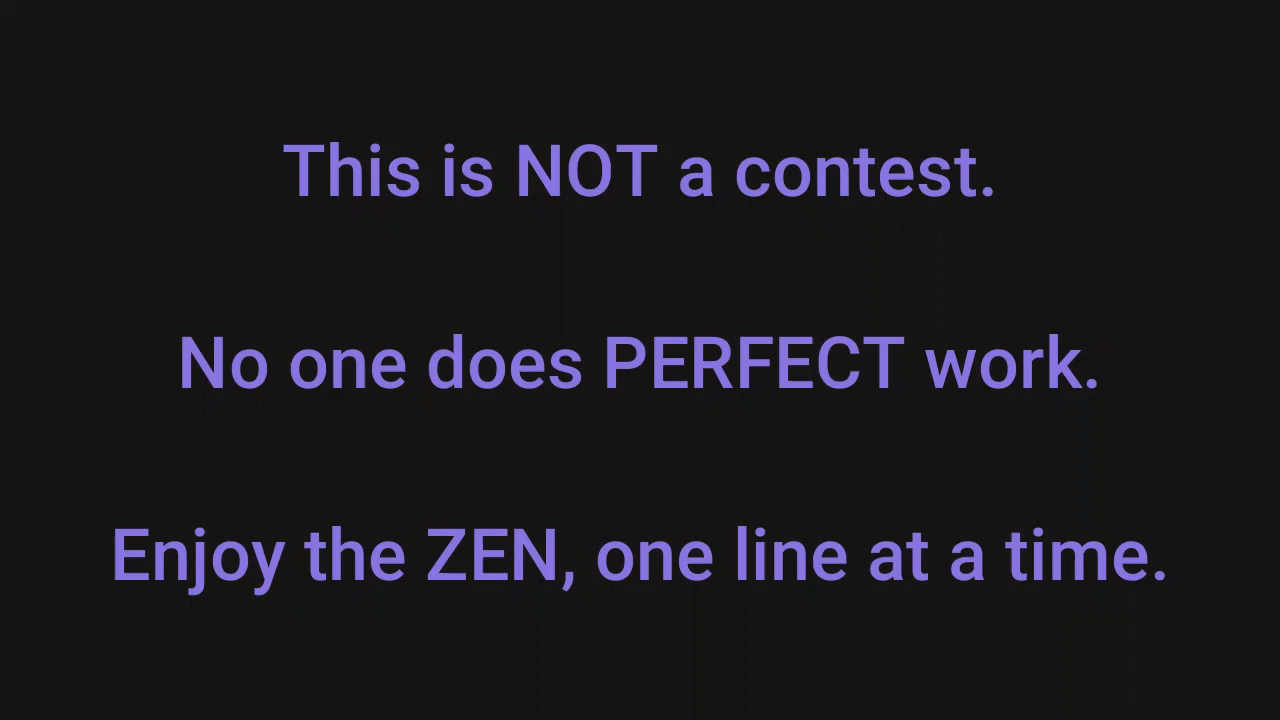 This is NOT a contest.
No one does PERFECT work.
Enjoy the ZEN, one line at a time.